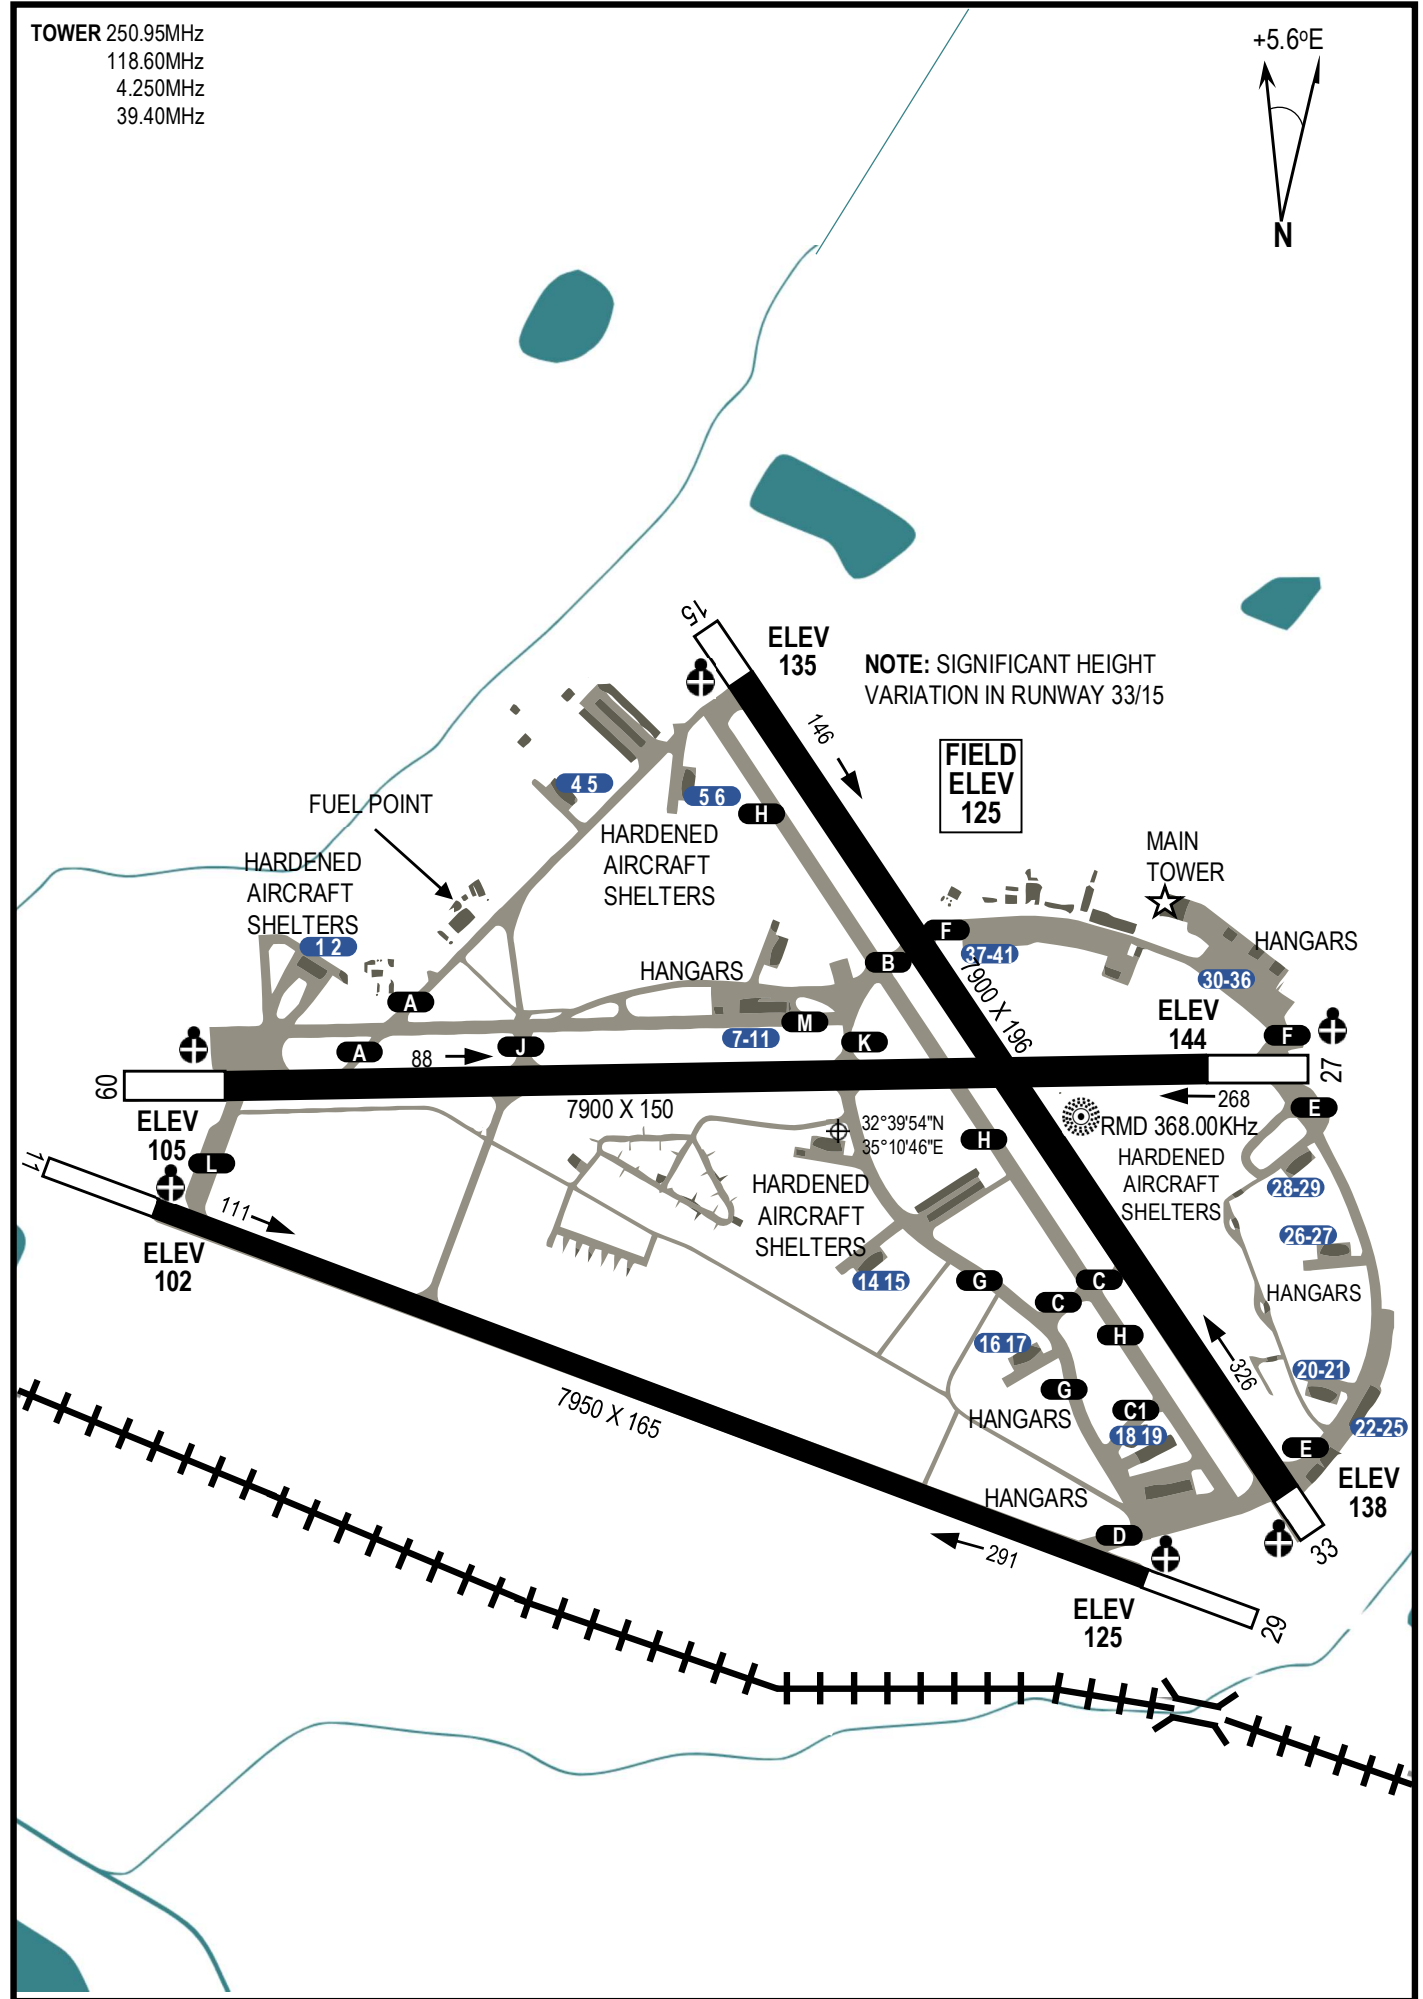 TOWER 250.95MHz
118.60MHz
4.250MHz
39.40MHz
+5.6ºE
N
15
ELEV
135
NOTE: SIGNIFICANT HEIGHT
VARIATION IN RUNWAY 33/15
146
FIELD
ELEV
125
4 5
5 6
H
FUEL POINT
HARDENED
AIRCRAFT
SHELTERS
HARDENED
AIRCRAFT
SHELTERS
MAIN
TOWER
1 2
F
37-41
HANGARS
B
HANGARS
30-36
7900 X 196
A
M
ELEV
144
F
7-11
K
A
88
J
09
27
7900 X 150
268
E
ELEV
105
32°39'54"N
35°10'46"E
RMD 368.00KHz
H
L
11
HARDENED
AIRCRAFT
SHELTERS
HARDENED
AIRCRAFT
SHELTERS
28-29
111
ELEV
102
26-27
14 15
G
C
C
HANGARS
H
16 17
326
20-21
G
7950 X 165
HANGARS
C1
18 19
22-25
E
ELEV
138
HANGARS
D
291
33
ELEV
125
29